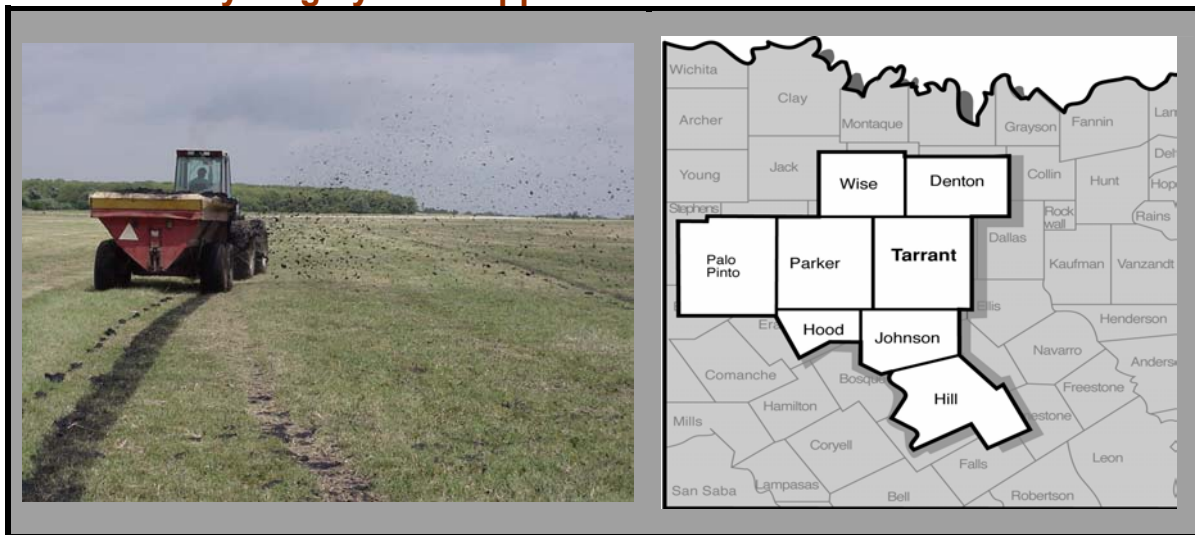 Wichita
Clay
Archer
Montaque
Grayson
Fannin
Young
Jack
Wise
Denton
Collin
Hunt
Stephens
Rock
wall
Rains
Dallas
Palo
Pinto
Parker
Tarrant
Kaufman
Vanzandt
Henderson
Hood
Johnson
Navarro
Comanche
Freestone
Hill
Hamilton
Mills
Coryell
Falls
Leon
San Saba
Lampasas
Bell
Robertson